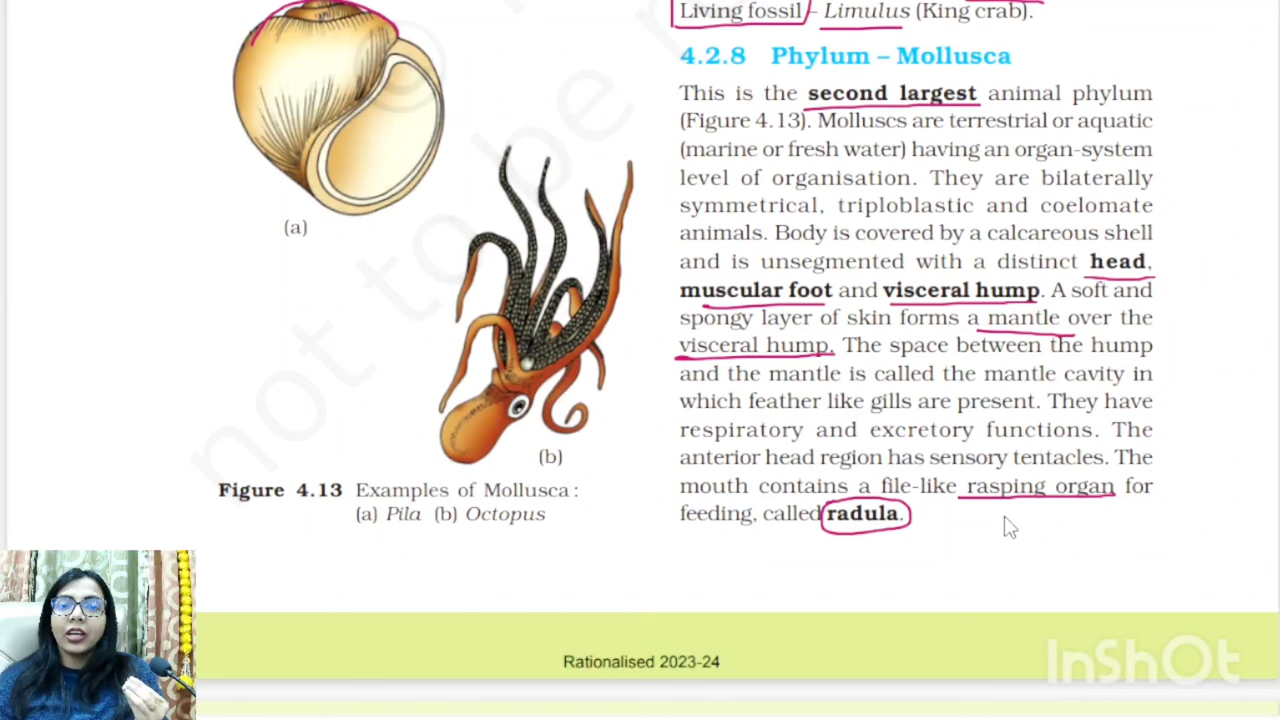 Living fossil – Limulus (King crab).
4.2.8 Phylum – Mollusca
This is the second largest animal phylum
(Figure 4.13). Molluscs are terrestrial or aquatic
(marine or fresh water) having an organ-system
level of organisation. They are bilaterally
symmetrical, triploblastic and coelomate
animals. Body is covered by a calcareous shell
and is unsegmented with a distinct head,
muscular foot and visceral hump. A soft and
spongy layer of skin forms a mantle over the
visceral hump. The space between the hump
and the mantle is called the mantle cavity in
which feather like gills are present. They have
respiratory and excretory functions. The
anterior head region has sensory tentacles. The
mouth contains a file-like rasping organ for
feeding, called radula.
(a)
(b)
Figure 4.13 Examples of Mollusca :
(a) Pila (b) Octopus
not to be
©
Rationalised 2023-24
InShOt